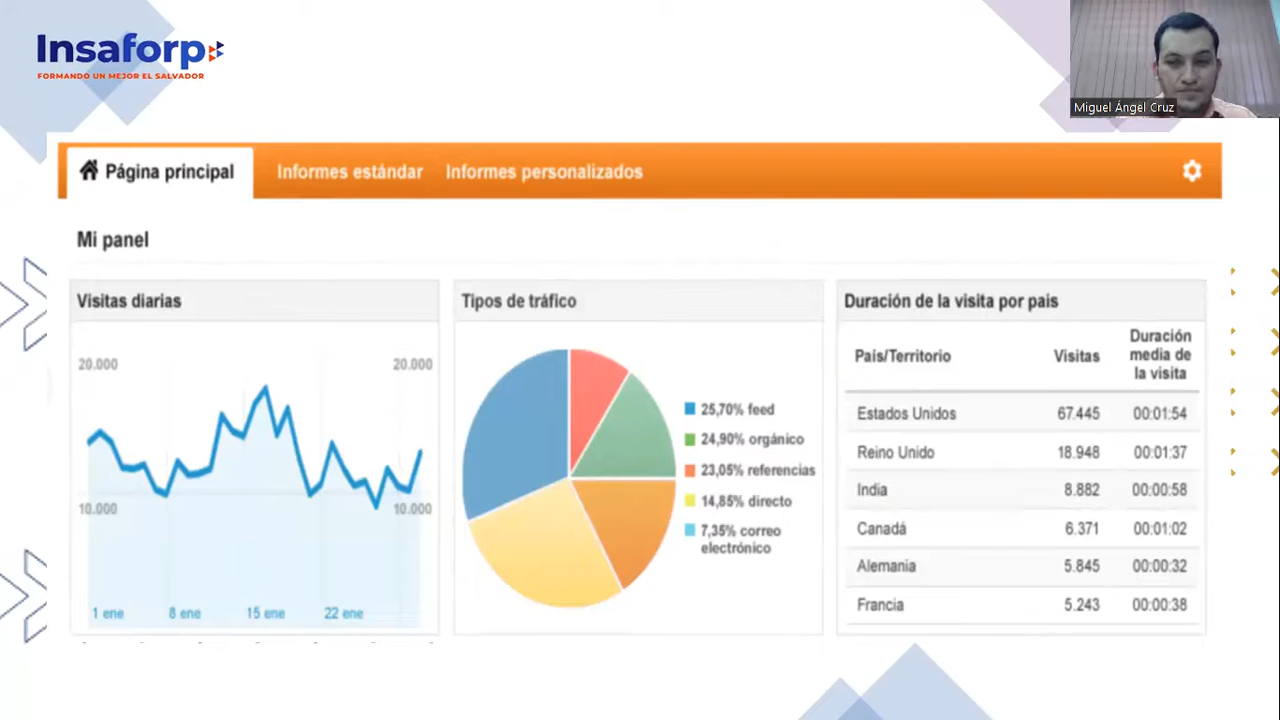 Insaforp
FORMANDO UN MEJOR EL SALVADOR
Miguel Ángel Cruz
Página principal
Informes estándar
Informes personalizados
Mi panel
Visitas diarias
20.000
20.000
10.000
10.000
1 ene
8 ene
15 ene
22 ene
Tipos de tráfico
25,70% feed
24,90% orgánico
23,05% referencias
14,85% directo
7,35% correo
electrónico
Duración de la visita por país
País/Territorio
Visitas
Duración
media de
la visita
Estados Unidos 67.445 00:01:54
Reino Unido 18.948 00:01:37
India 8.882 00:00:58
Canadá 6.371 00:01:02
Alemania 5.845 00:00:32
Francia 5.243 00:00:38